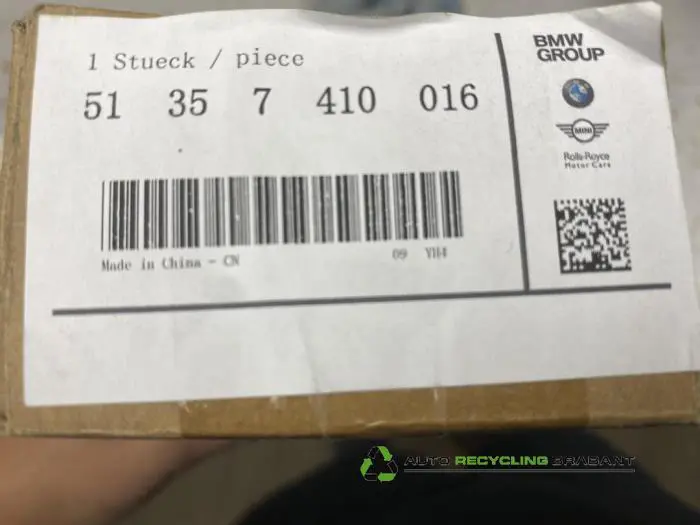 1 Stueck / piece
51 35 7 410 016
Made in China - CN
09 YH4
BMW
GROUP
MINI
Rolls-Royce
Motor Cars
AUTO RECYCLING BRABANT